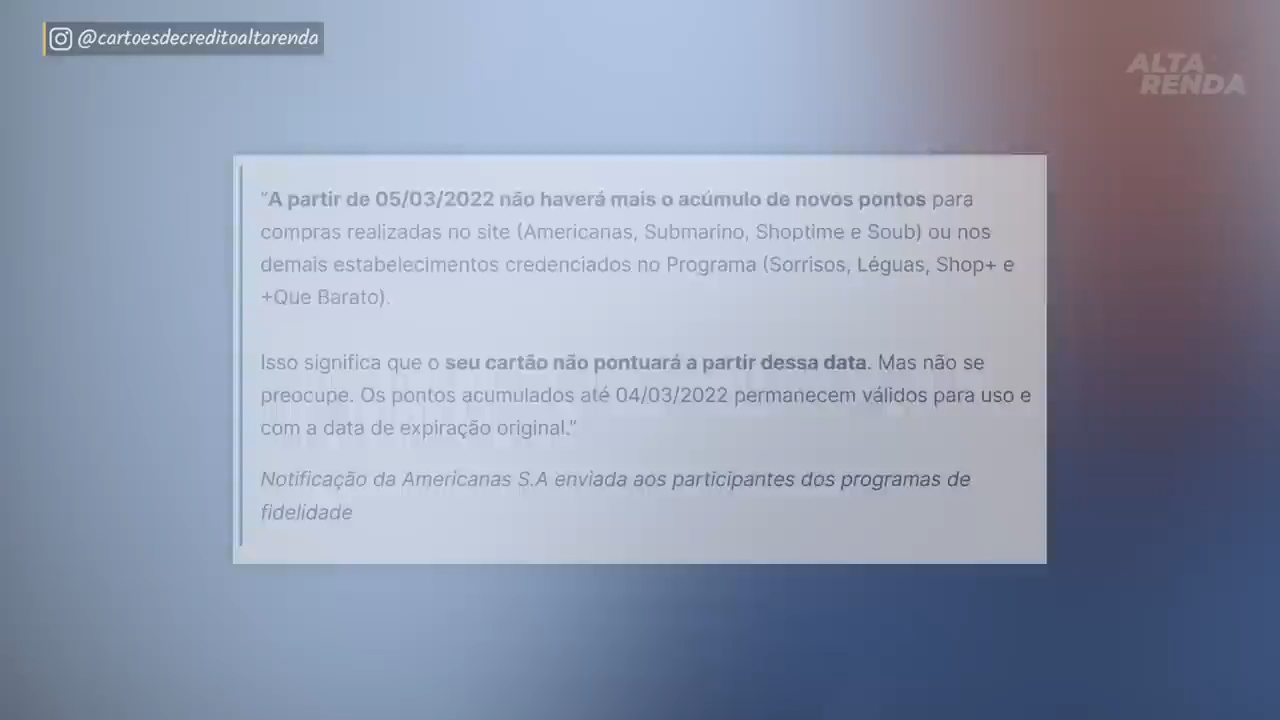 @cartoesdecreditoaltarenda
ALTA
RENDA
“A partir de 05/03/2022 não haverá mais o acúmulo de novos pontos para
compras realizadas no site (Americanas, Submarino, Shoptime e Soub) ou nos
demais estabelecimentos credenciados no Programa (Sorrisos, Léguas, Shop+ e
+Que Barato).
Isso significa que o seu cartão não pontuará a partir dessa data. Mas não se
preocupe. Os pontos acumulados até 04/03/2022 permanecem válidos para uso e
com a data de expiração original.”
Notificação da Americanas S.A enviada aos participantes dos programas de
fidelidade